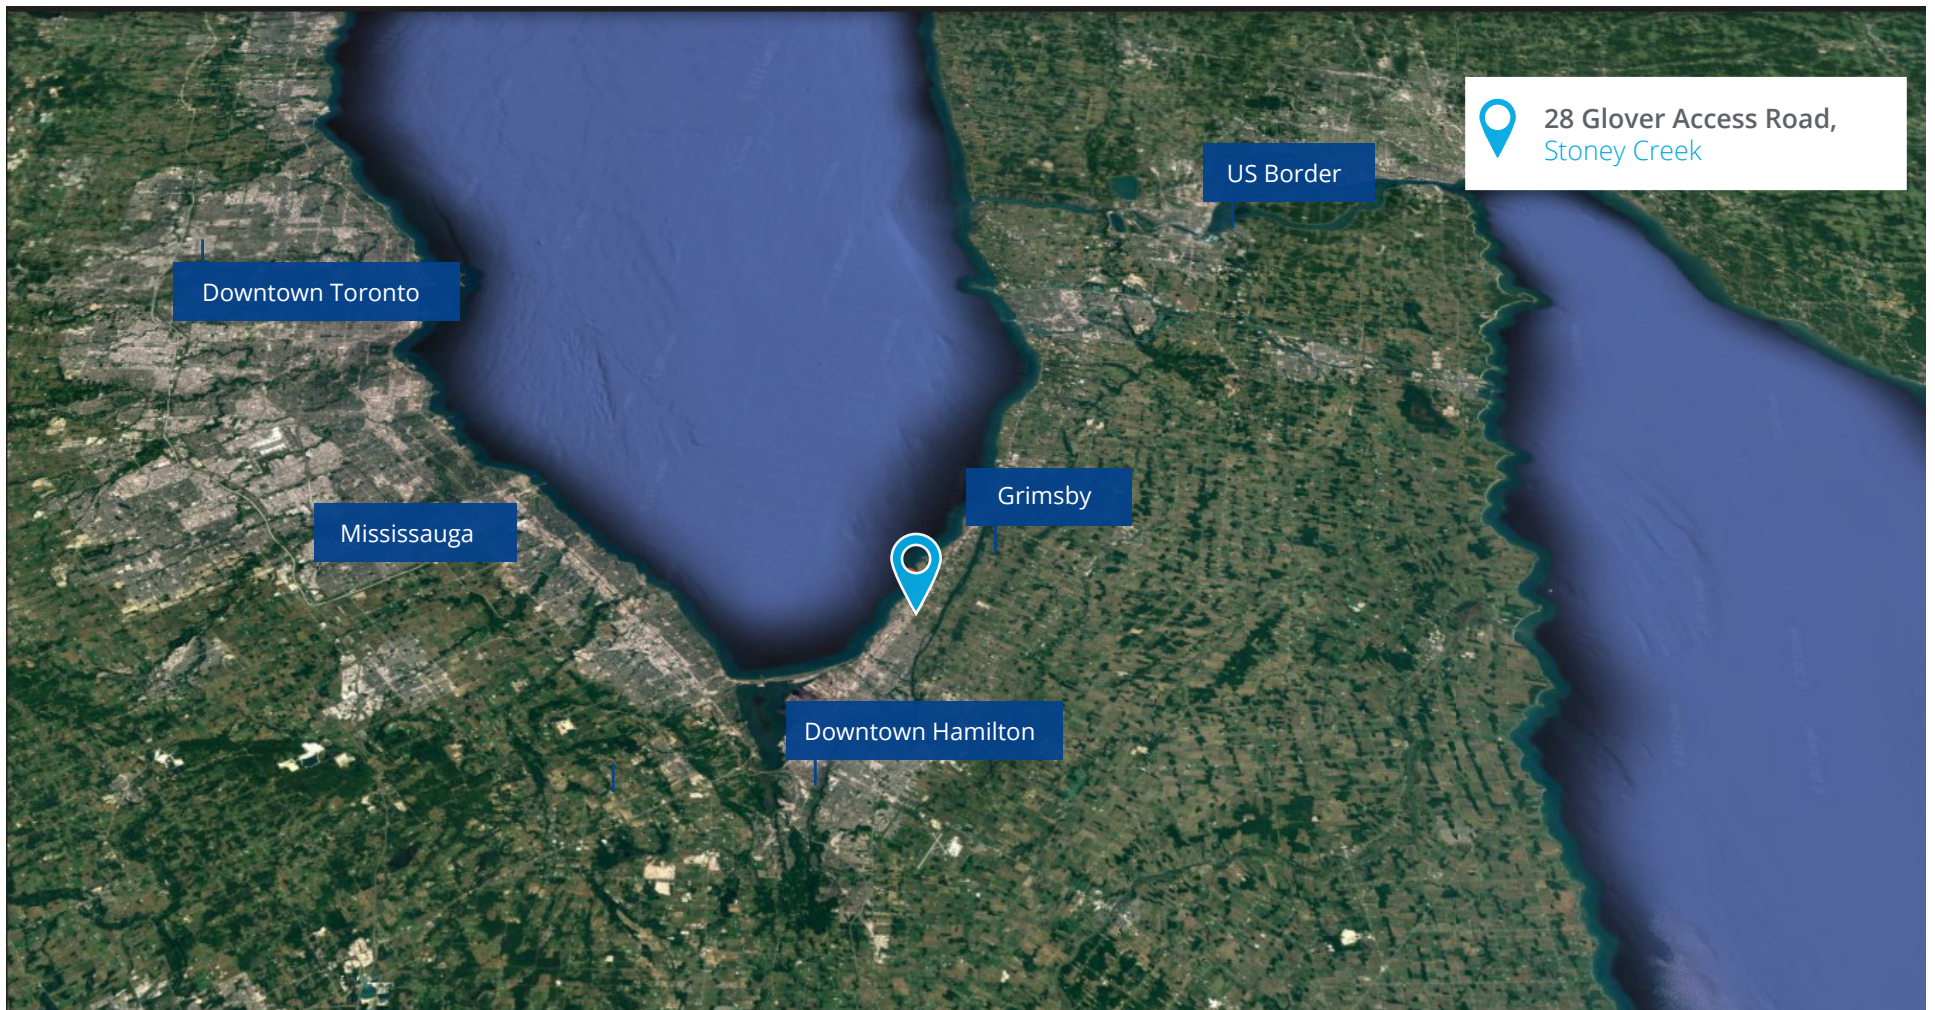 28 Glover Access Road,
Stoney Creek
US Border
Downtown Toronto
Grimsby
Mississauga
Downtown Hamilton